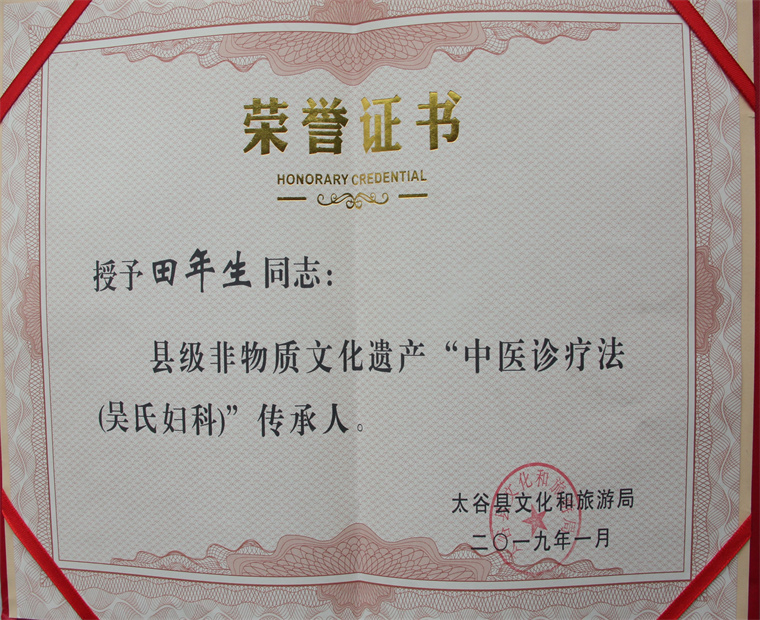 荣誉证书
HONORARY CREDENTIAL
授予田年生同志：
县级非物质文化遗产“中医诊疗法
(吴氏妇科)”传承人。
太谷县文化和旅游局
二〇一九年一月